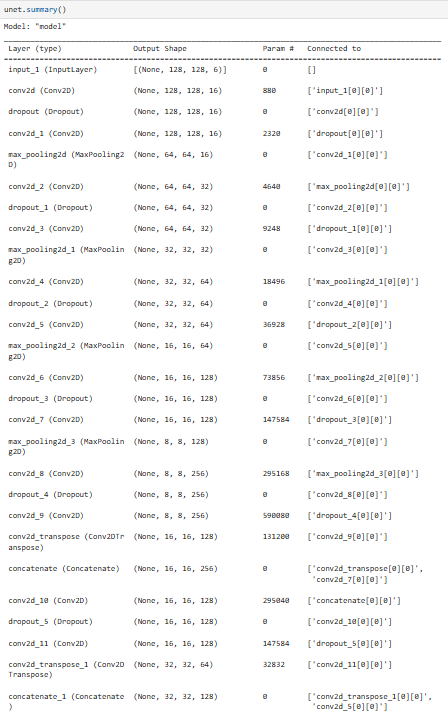 unet.summary()
Model: "model"
Layer (type) Output Shape Param # Connected to
input_1 (InputLayer) [(None, 128, 128, 6)] 0 []
conv2d (Conv2D) (None, 128, 128, 16) 880 ['input_1[0][0]']
dropout (Dropout) (None, 128, 128, 16) 0 ['conv2d[0][0]']
conv2d_1 (Conv2D) (None, 128, 128, 16) 2320 ['dropout[0][0]']
max_pooling2d (MaxPooling2 (None, 64, 64, 16) 0 ['conv2d_1[0][0]']
D)
conv2d_2 (Conv2D) (None, 64, 64, 32) 4640 ['max_pooling2d[0][0]']
dropout_1 (Dropout) (None, 64, 64, 32) 0 ['conv2d_2[0][0]']
conv2d_3 (Conv2D) (None, 64, 64, 32) 9248 ['dropout_1[0][0]']
max_pooling2d_1 (MaxPoolin (None, 32, 32, 32) 0 ['conv2d_3[0][0]']
g2D)
conv2d_4 (Conv2D) (None, 32, 32, 64) 18496 ['max_pooling2d_1[0][0]']
dropout_2 (Dropout) (None, 32, 32, 64) 0 ['conv2d_4[0][0]']
conv2d_5 (Conv2D) (None, 32, 32, 64) 36928 ['dropout_2[0][0]']
max_pooling2d_2 (MaxPoolin (None, 16, 16, 64) 0 ['conv2d_5[0][0]']
g2D)
conv2d_6 (Conv2D) (None, 16, 16, 128) 73856 ['max_pooling2d_2[0][0]']
dropout_3 (Dropout) (None, 16, 16, 128) 0 ['conv2d_6[0][0]']
conv2d_7 (Conv2D) (None, 16, 16, 128) 147584 ['dropout_3[0][0]']
max_pooling2d_3 (MaxPoolin (None, 8, 8, 128) 0 ['conv2d_7[0][0]']
g2D)
conv2d_8 (Conv2D) (None, 8, 8, 256) 295168 ['max_pooling2d_3[0][0]']
dropout_4 (Dropout) (None, 8, 8, 256) 0 ['conv2d_8[0][0]']
conv2d_9 (Conv2D) (None, 8, 8, 256) 590080 ['dropout_4[0][0]']
conv2d_transpose (Conv2DTr (None, 16, 16, 128) 131200 ['conv2d_9[0][0]']
anspose)
concatenate (Concatenate) (None, 16, 16, 256) 0 ['conv2d_transpose[0][0]',
'conv2d_7[0][0]']
conv2d_10 (Conv2D) (None, 16, 16, 128) 295040 ['concatenate[0][0]']
dropout_5 (Dropout) (None, 16, 16, 128) 0 ['conv2d_10[0][0]']
conv2d_11 (Conv2D) (None, 16, 16, 128) 147584 ['dropout_5[0][0]']
conv2d_transpose_1 (Conv2D (None, 32, 32, 64) 32832 ['conv2d_11[0][0]']
Transpose)
concatenate_1 (Concatenate (None, 32, 32, 128) 0 ['conv2d_transpose_1[0][0]',
) 'conv2d_5[0][0]']